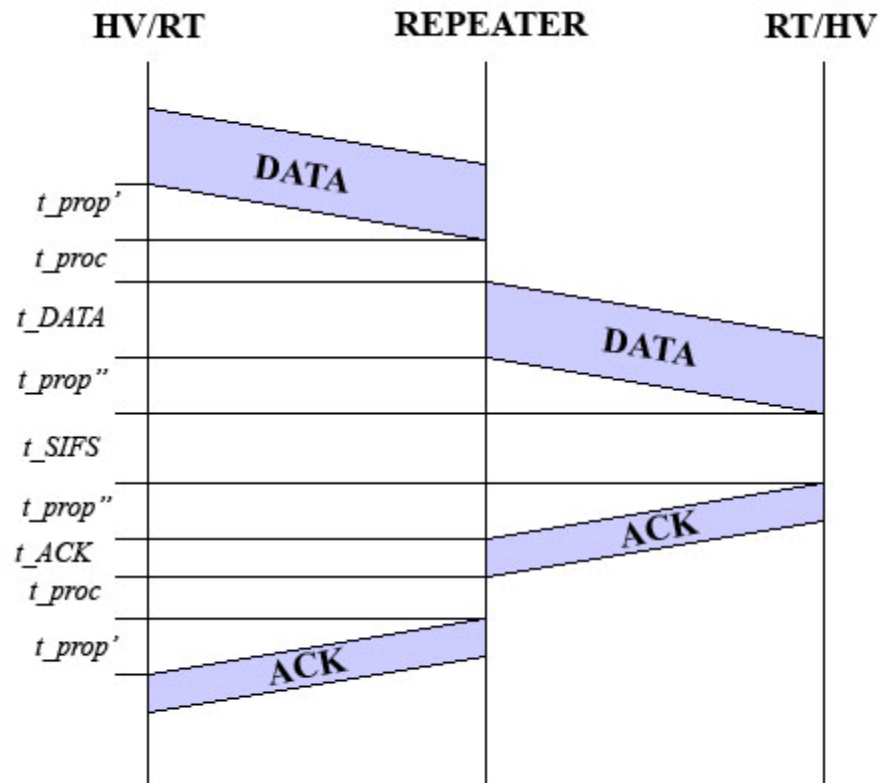 HV/RT REPEATER RT/HV
DATA
t_prop’
t_proc
t_DATA
DATA
t_prop”
t_SIFS
t_prop”
ACK
t_ACK
t_proc
t_prop’
ACK